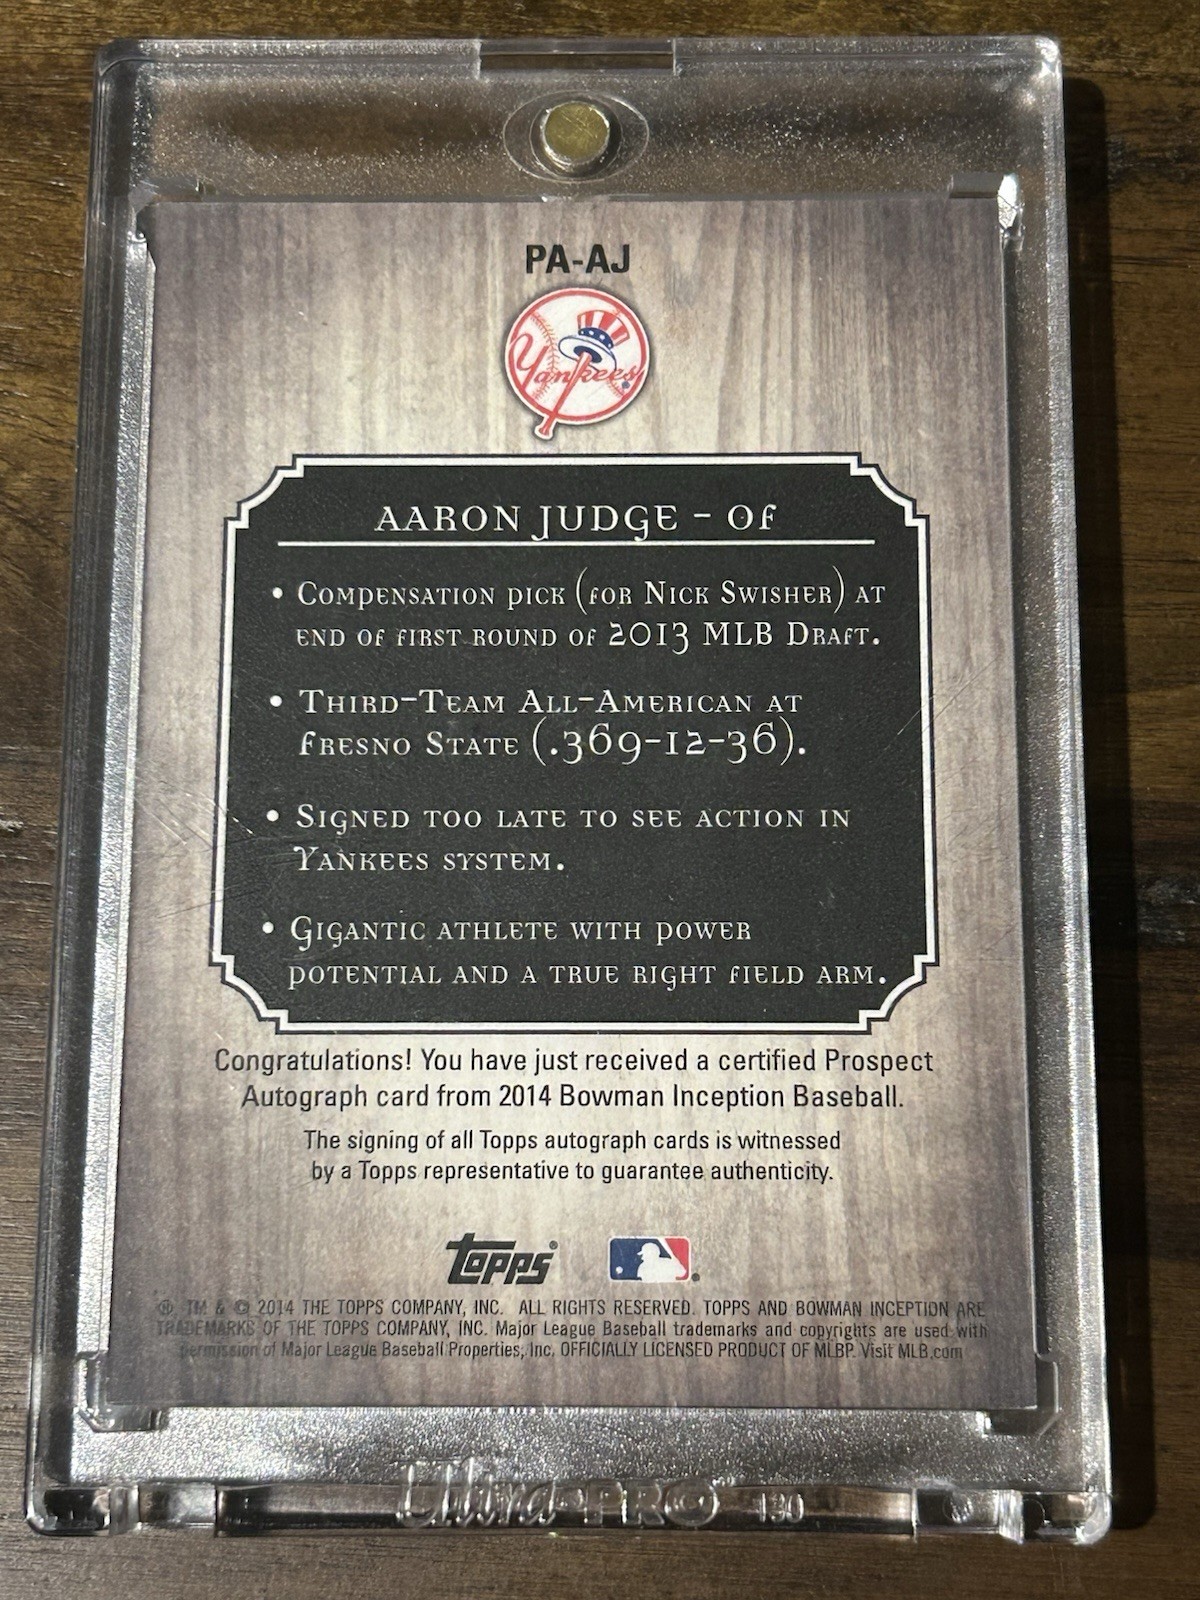 PA-AJ
Yankees
AARON JUDGE - OF
• COMPENSATION PICK (FOR NICK SWISHER) AT
END OF FIRST ROUND OF 2013 MLB DRAFT.
• THIRD-TEAM ALL-AMERICAN AT
FRESNO STATE (.369-12-36).
• SIGNED TOO LATE TO SEE ACTION IN
YANKEES SYSTEM.
• GIGANTIC ATHLETE WITH POWER
POTENTIAL AND A TRUE RIGHT FIELD ARM.
Congratulations! You have just received a certified Prospect
Autograph card from 2014 Bowman Inception Baseball.
The signing of all Topps autograph cards is witnessed
by a Topps representative to guarantee authenticity.
Topps®
® TM & © 2014 THE TOPPS COMPANY, INC. ALL RIGHTS RESERVED. TOPPS AND BOWMAN INCEPTION ARE
TRADEMARKS OF THE TOPPS COMPANY, INC. Major League Baseball trademarks and copyrights are used with
permission of Major League Baseball Properties, Inc. OFFICIALLY LICENSED PRODUCT OF MLBP. Visit MLB.com
Ultra·PRO™ 130